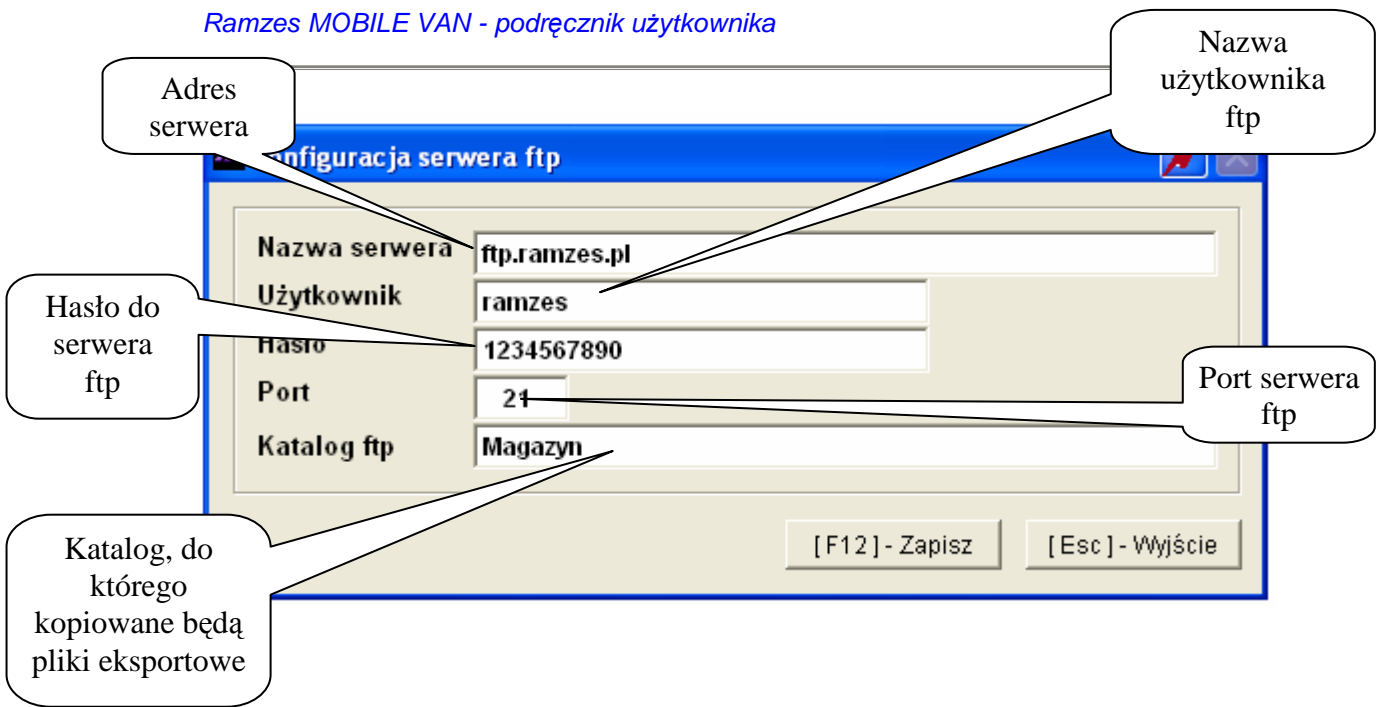 Ramzes MOBILE VAN - podręcznik użytkownika
Adres
serwera
Nazwa
użytkownika
ftp
Konfiguracja serwera ftp
Nazwa serwera
ftp.ramzes.pl
Użytkownik
ramzes
Hasło do
serwera
ftp
Hasło
1234567890
Port
21
Port serwera
ftp
Katalog ftp
Magazyn
Katalog, do
którego
kopiowane będą
pliki eksportowe
[F12] - Zapisz
[Esc] - Wyjście